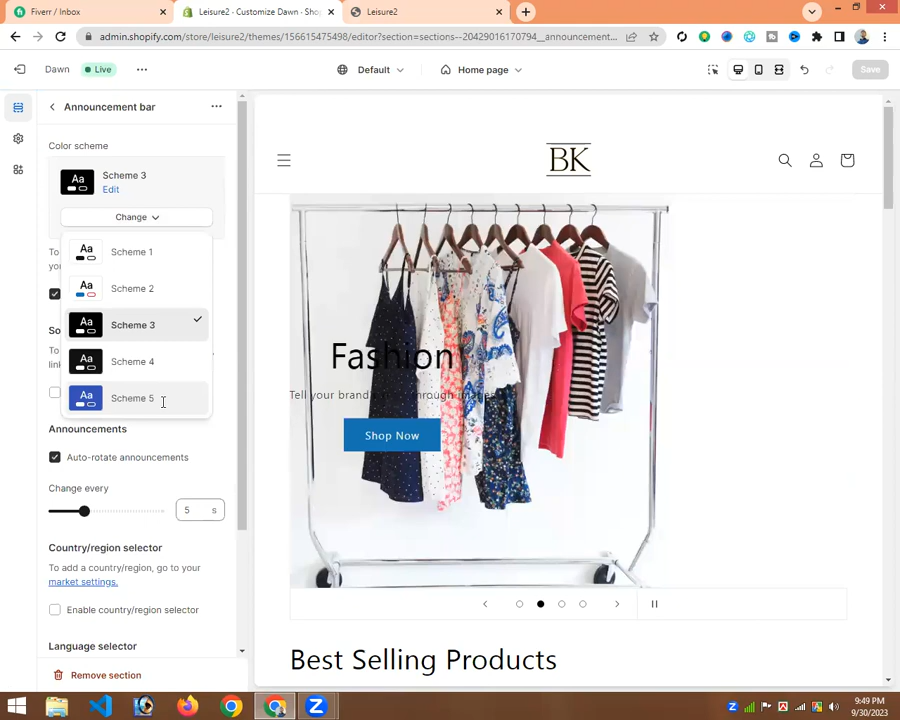 Fiverr / Inbox
Leisure2 · Customize Dawn · Shop
Leisure2
admin.shopify.com/store/leisure2/themes/156615475498/editor?section=sections--20429016170794__announcement...
Dawn
Live
Default
Home page
Save
Announcement bar
Color scheme
Aa
Scheme 3
Edit
Change
Aa
Scheme 1
Aa
Scheme 2
Aa
Scheme 3
Aa
Scheme 4
Aa
Scheme 5
Announcements
Auto-rotate announcements
Change every
5 s
Country/region selector
To add a country/region, go to your
market settings.
Enable country/region selector
Language selector
Remove section
BK
Fashion!
Tell your brand's
Shop Now
Best Selling Products
9:49 PM
9/30/2023